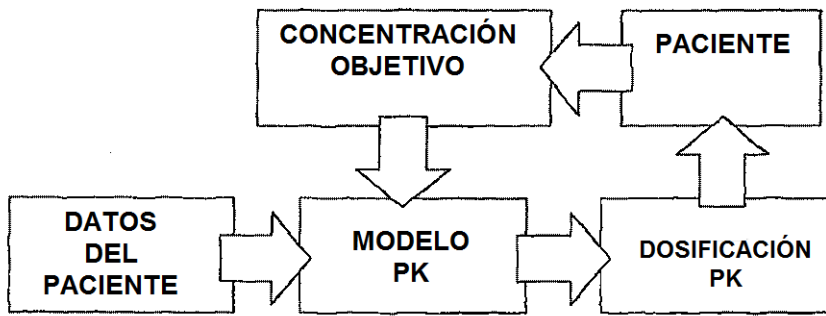 CONCENTRACIÓN
OBJETIVO
PACIENTE
DATOS
DEL
PACIENTE
MODELO
PK
DOSIFICACIÓN
PK